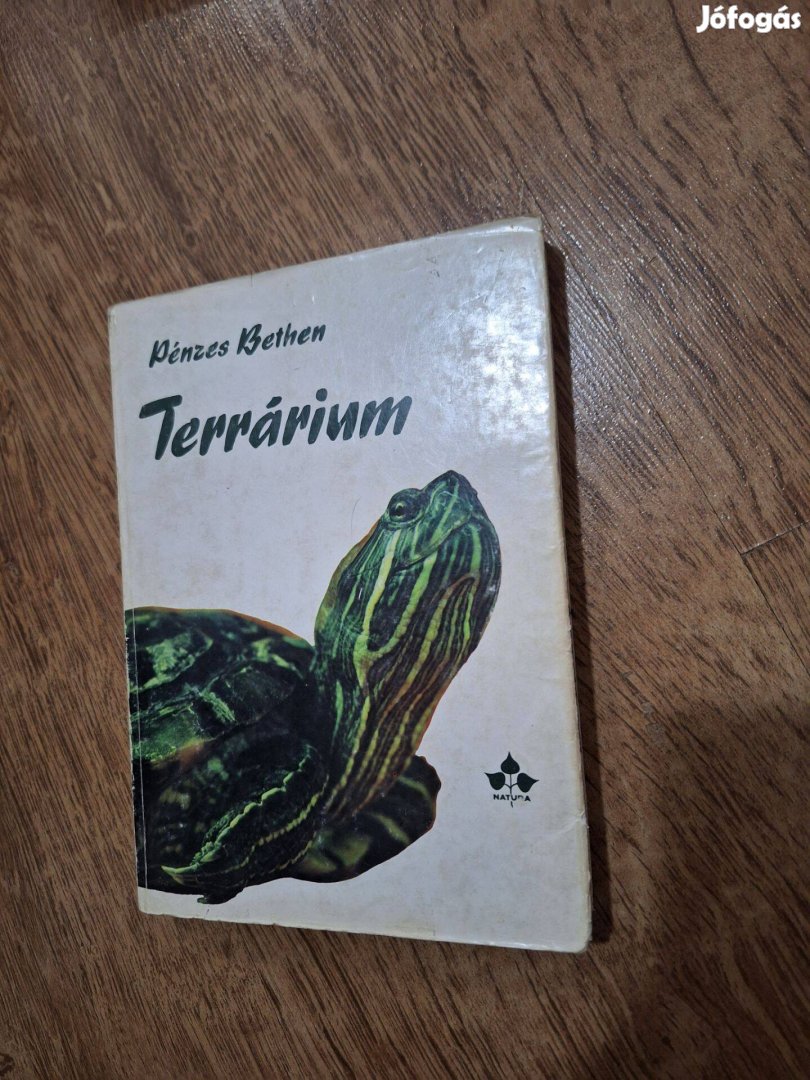 Jófogás
Pénzes Bethen
Terrárium
NATURA